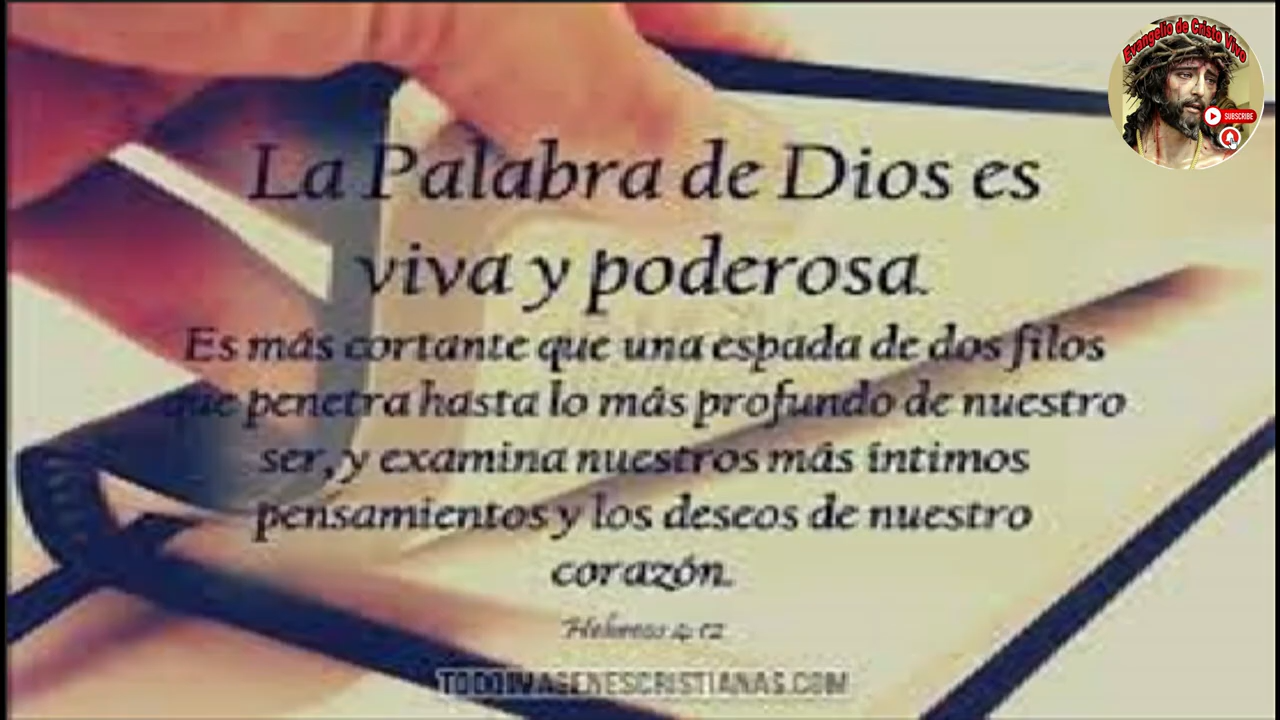 Evangelio de Cristo Vivo
SUBSCRIBE
La Palabra de Dios es
viva y poderosa.
Es más cortante que una espada de dos filos
que penetra hasta lo más profundo de nuestro
ser, y examina nuestros más íntimos
pensamientos y los deseos de nuestro
corazón.
Hebreos 4:12
TODOIMAGENESCRISTIANAS.COM